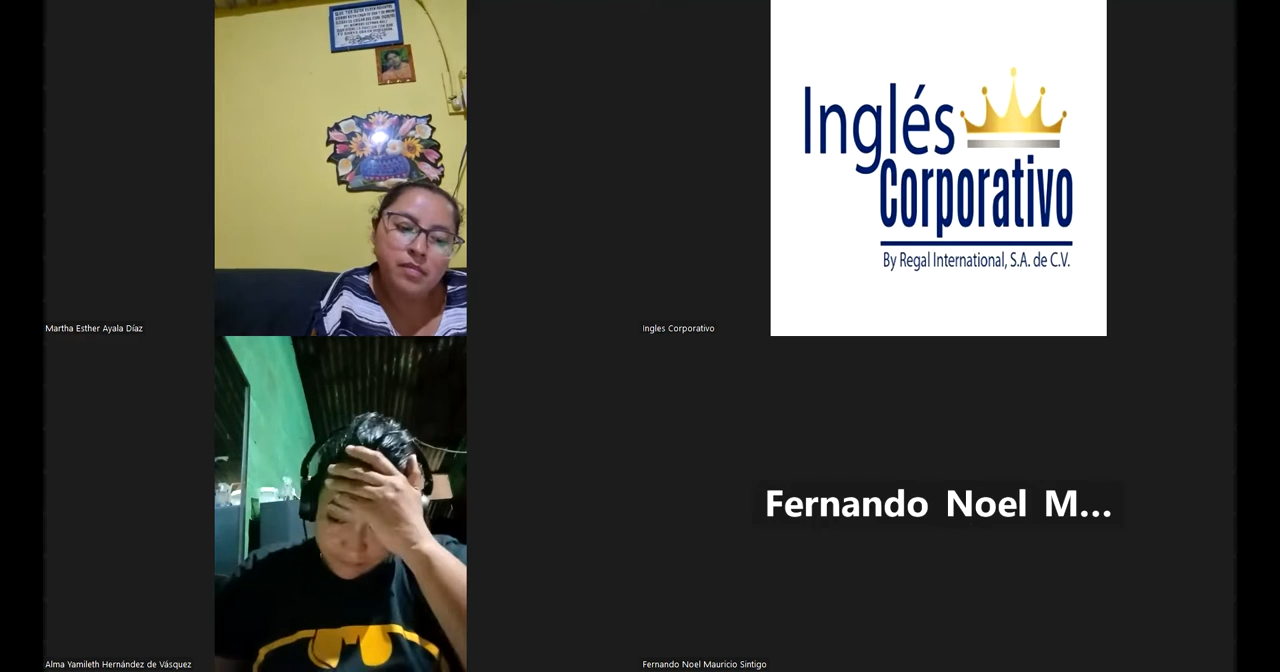 Inglés
Corporativo
By Regal International, S.A. de C.V.
Martha Esther Ayala Díaz
Ingles Corporativo
Fernando Noel M...
Alma Yamileth Hernández de Vásquez
Fernando Noel Mauricio Sintigo